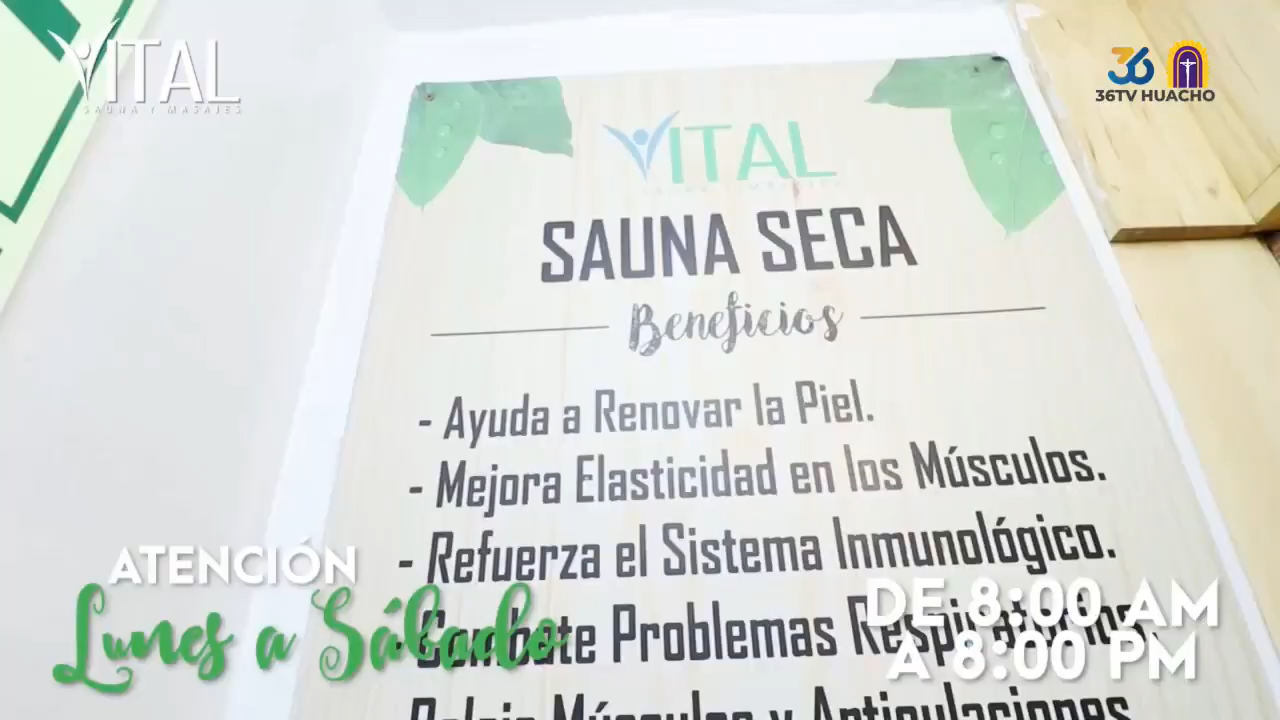 VITAL
SAUNA Y MASAJES
36
36TV HUACHO
VITAL
SAUNA SECA
Beneficios
- Ayuda a Renovar la Piel.
- Mejora Elasticidad en los Músculos.
- Refuerza el Sistema Inmunológico.
- Combate Problemas Respiratorios.
Relaja Músculos y Articulaciones
ATENCIÓN
Lunes a Sábado
DE 8:00 AM
A 8:00 PM